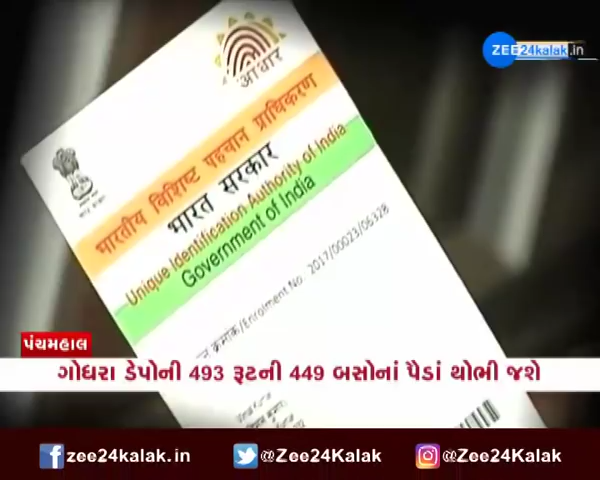 ZEE24kalak.in
आधार
भारतीय विशिष्ट पहचान प्राधिकरण
भारत सरकार
Unique Identification Authority of India
Government of India
क्रमांक/Enrolment No.: 2017/00023/06328
પંચમહાલ
ગોધરા ડેપોની 493 રૂટની 449 બસોનાં પૈડાં થોભી જશે
zee24kalak.in
@Zee24Kalak
@Zee24Kalak